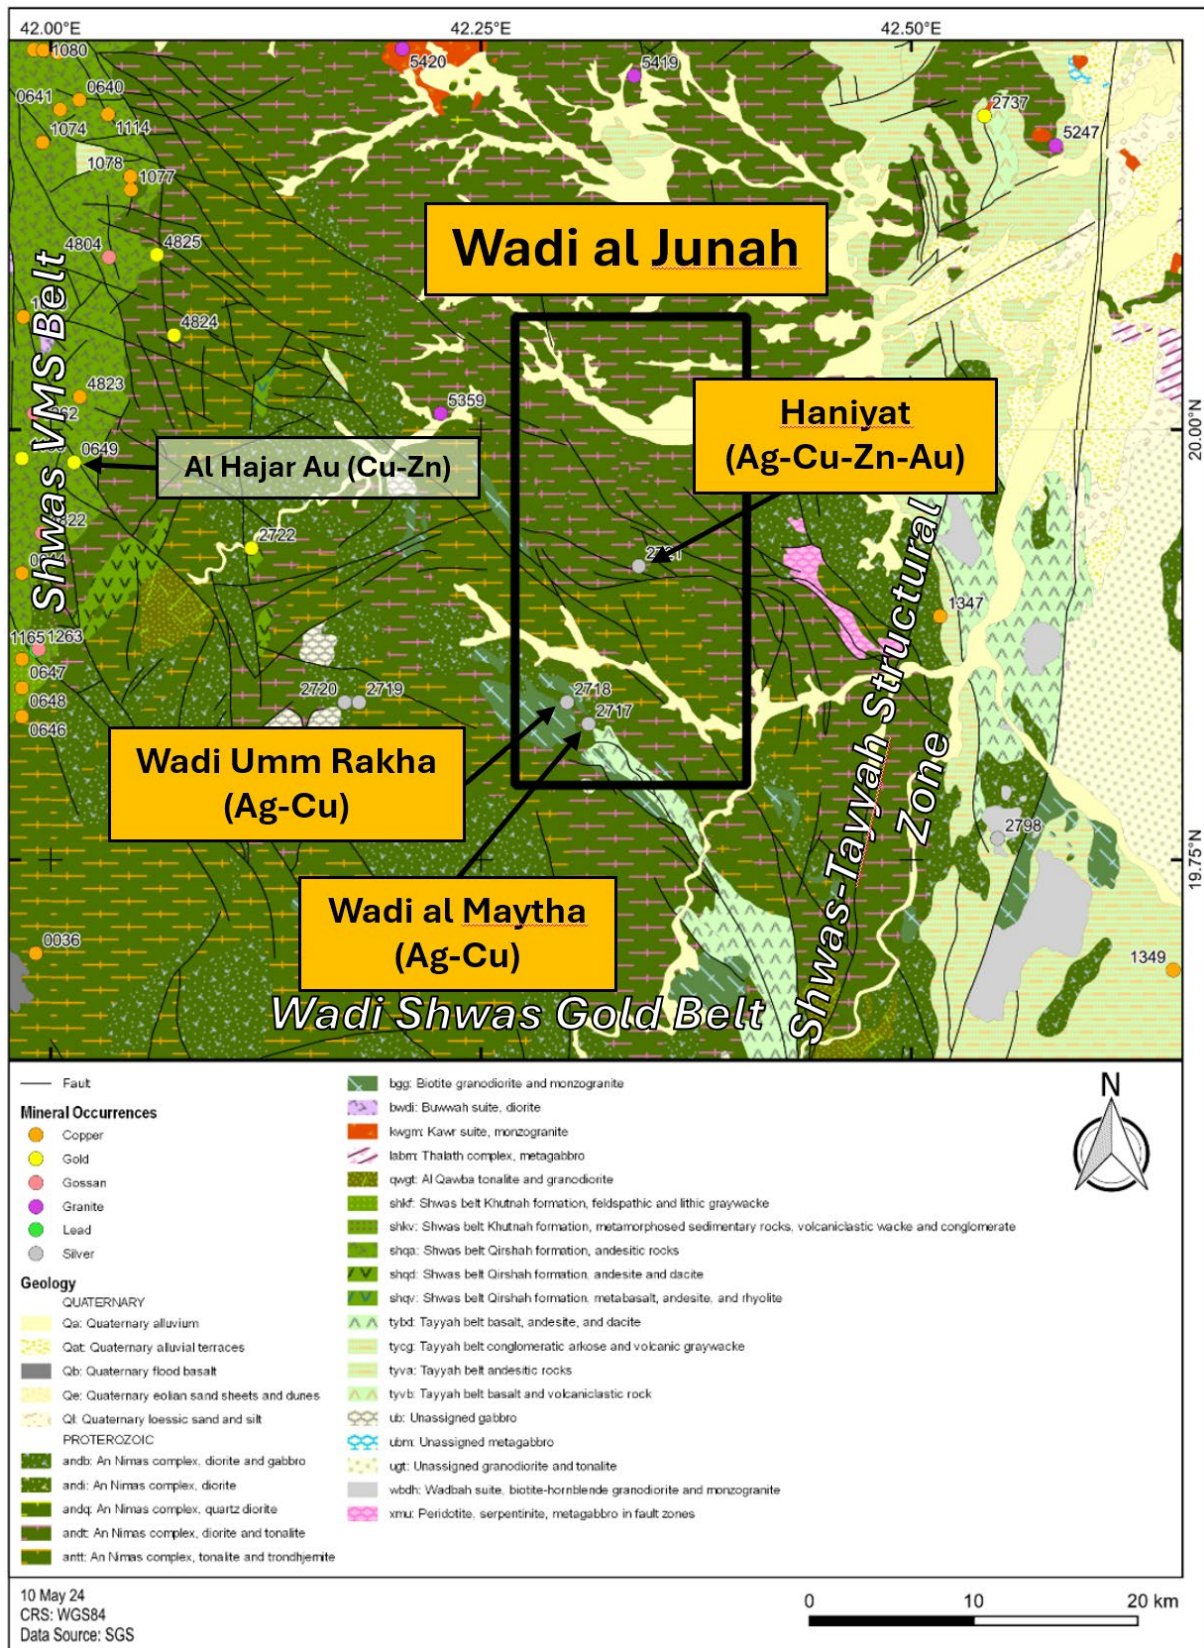 42.00°E
42.25°E
42.50°E
1080
5420
5419
0640
0641
2737
1074
1114
5247
1078
1077
4804
4825
Wadi al Junah
4824
4823
5359
Haniyat
(Ag-Cu-Zn-Au)
20.00°N
0649
Al Hajar Au (Cu-Zn)
Shwas VMS Belt
2722
1347
1165
1263
0647
2720
2719
2718
0648
2717
0646
Wadi Umm Rakha
(Ag-Cu)
Shwas-Tayyah Structural
Zone
2798
19.75°N
Wadi al Maytha
(Ag-Cu)
0036
1349
Wadi Shwas Gold Belt
Fault
Mineral Occurrences
Copper
Gold
Gossan
Granite
Lead
Silver
Geology
QUATERNARY
Qa: Quaternary alluvium
Qat: Quaternary alluvial terraces
Qb: Quaternary flood basalt
Qe: Quaternary eolian sand sheets and dunes
Ql: Quaternary loessic sand and silt
PROTEROZOIC
andb: An Nimas complex, diorite and gabbro
andi: An Nimas complex, diorite
andq: An Nimas complex, quartz diorite
andt: An Nimas complex, diorite and tonalite
antt: An Nimas complex, tonalite and trondhjemite
bgg: Biotite granodiorite and monzogranite
bwdi: Buwwah suite, diorite
kwgm: Kawr suite, monzogranite
labm: Thalath complex, metagabbro
qwgt: Al Qawba tonalite and granodiorite
shkf: Shwas belt Khutnah formation, feldspathic and lithic graywacke
shkv: Shwas belt Khutnah formation, metamorphosed sedimentary rocks, volcaniclastic wacke and conglomerate
shqa: Shwas belt Qirshah formation, andesitic rocks
shqd: Shwas belt Qirshah formation, andesite and dacite
shqv: Shwas belt Qirshah formation, metabasalt, andesite, and rhyolite
tybd: Tayyah belt basalt, andesite, and dacite
tycg: Tayyah belt conglomeratic arkose and volcanic graywacke
tyva: Tayyah belt andesitic rocks
tyvb: Tayyah belt basalt and volcaniclastic rock
ub: Unassigned gabbro
ubm: Unassigned metagabbro
ugt: Unassigned granodiorite and tonalite
wbdh: Wadbah suite, biotite-hornblende granodiorite and monzogranite
xmu: Peridotite, serpentinite, metagabbro in fault zones
N
10 May 24
CRS: WGS84
Data Source: SGS
0
10
20 km